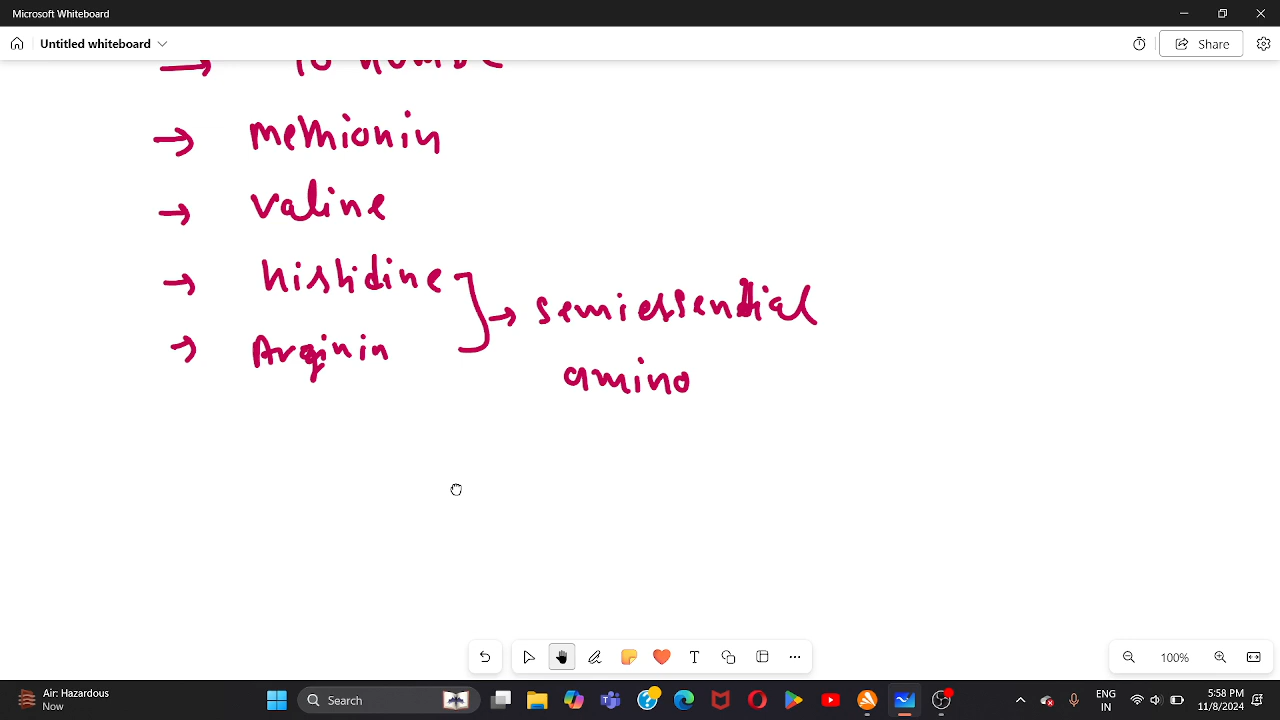 Microsoft Whiteboard
Untitled whiteboard
Share
→ Methionin
→ Valine
→ histidine
→ semiessential
→ Arginin
amino
100%
Air: Hazardous
Now
Search
ENG
IN
5:58 PM
11/8/2024